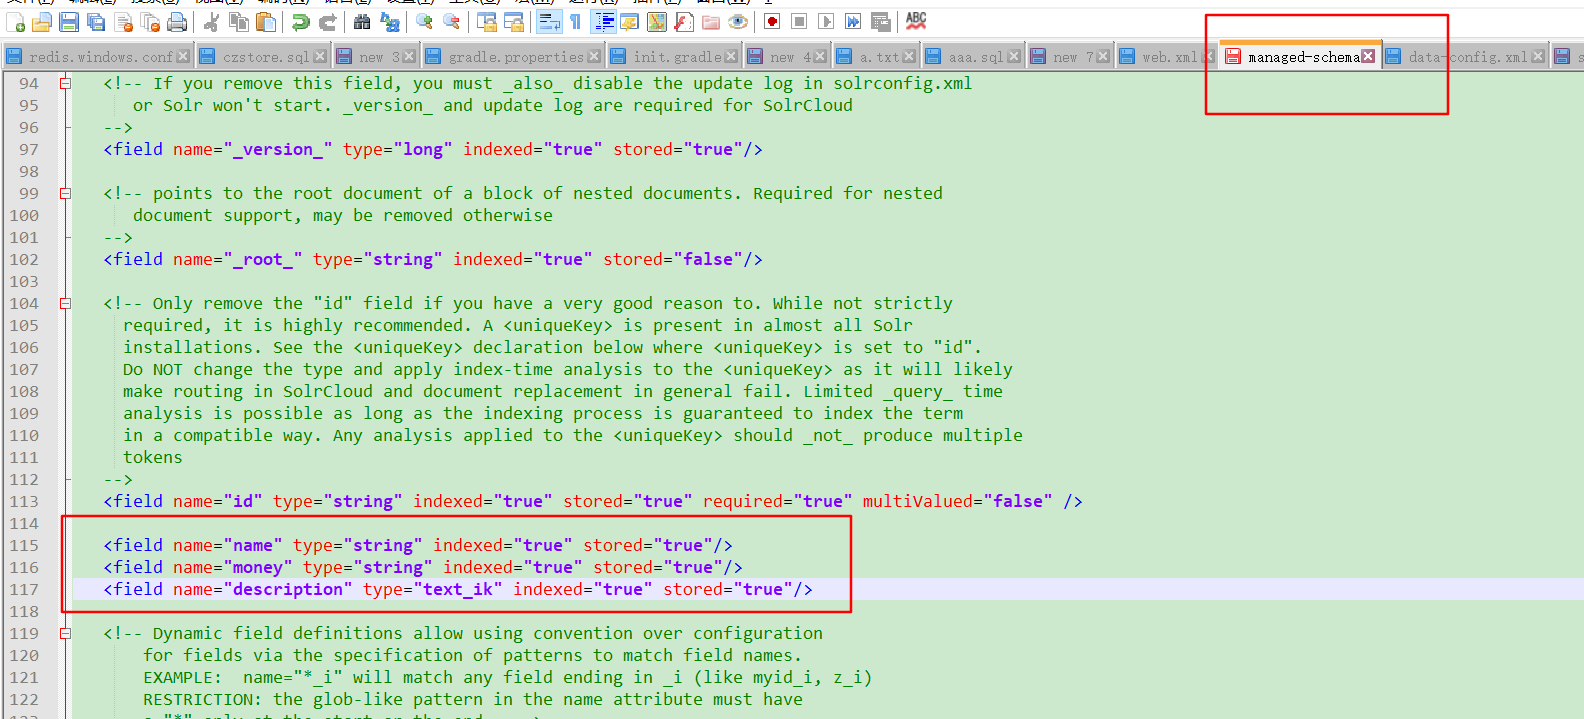 redis.windows.conf czstore.sql new 3 gradle.properties init.gradle new 4 a.txt aaa.sql new 7 web.xml managed-schema data-config.xml
94 <!-- If you remove this field, you must _also_ disable the update log in solrconfig.xml
95 or Solr won't start. _version_ and update log are required for SolrCloud
96 -->
97 <field name="_version_" type="long" indexed="true" stored="true"/>
98
99 <!-- points to the root document of a block of nested documents. Required for nested
100 document support, may be removed otherwise
101 -->
102 <field name="_root_" type="string" indexed="true" stored="false"/>
103
104 <!-- Only remove the "id" field if you have a very good reason to. While not strictly
105 required, it is highly recommended. A <uniqueKey> is present in almost all Solr
106 installations. See the <uniqueKey> declaration below where <uniqueKey> is set to "id".
107 Do NOT change the type and apply index-time analysis to the <uniqueKey> as it will likely
108 make routing in SolrCloud and document replacement in general fail. Limited _query_ time
109 analysis is possible as long as the indexing process is guaranteed to index the term
110 in a compatible way. Any analysis applied to the <uniqueKey> should _not_ produce multiple
111 tokens
112 -->
113 <field name="id" type="string" indexed="true" stored="true" required="true" multiValued="false" />
114
115 <field name="name" type="string" indexed="true" stored="true"/>
116 <field name="money" type="string" indexed="true" stored="true"/>
117 <field name="description" type="text_ik" indexed="true" stored="true"/>
118
119 <!-- Dynamic field definitions allow using convention over configuration
120 for fields via the specification of patterns to match field names.
121 EXAMPLE: name="*_i" will match any field ending in _i (like myid_i, z_i)
122 RESTRICTION: the glob-like pattern in the name attribute must have